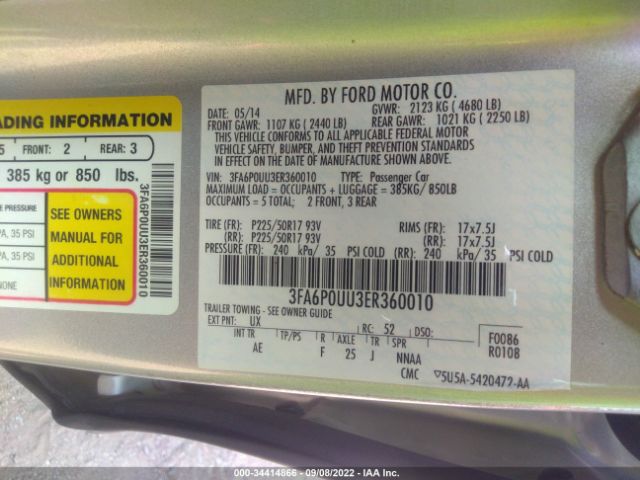 ADING INFORMATION
5 FRONT: 2 REAR: 3
385 kg or 850 lbs.
E PRESSURE
PA, 35 PSI
PA, 35 PSI
NONE
SEE OWNERS
MANUAL FOR
ADDITIONAL
INFORMATION
3FA6P0UU3ER360010
MFD. BY FORD MOTOR CO.
DATE: 05/14 GVWR: 2123 KG ( 4680 LB)
FRONT GAWR: 1107 KG ( 2440 LB) REAR GAWR: 1021 KG ( 2250 LB)
THIS VEHICLE CONFORMS TO ALL APPLICABLE FEDERAL MOTOR
VEHICLE SAFETY, BUMPER, AND THEFT PREVENTION STANDARDS
IN EFFECT ON THE DATE OF MANUFACTURE SHOWN ABOVE.
VIN: 3FA6P0UU3ER360010 TYPE: Passenger Car
MAXIMUM LOAD = OCCUPANTS + LUGGAGE = 385KG/850LB
OCCUPANTS = 5 TOTAL; 2 FRONT, 3 REAR
TIRE (FR): P225/50R17 93V RIMS (FR): 17x7.5J
(RR): P225/50R17 93V (RR): 17x7.5J
PRESSURE (FR): 240 kPa/ 35 PSI COLD (RR): 240 kPa/ 35 PSI COLD
3FA6P0UU3ER360010
TRAILER TOWING - SEE OWNER GUIDE
EXT PNT: UX RC: 52 DSO:
INT TR TP/PS R AXLE TR SPR
AE F 25 J NNAA
F0086
R0108
CMC ▽5U5A-5420472-AA
000-34414866 - 09/08/2022 - IAA Inc.